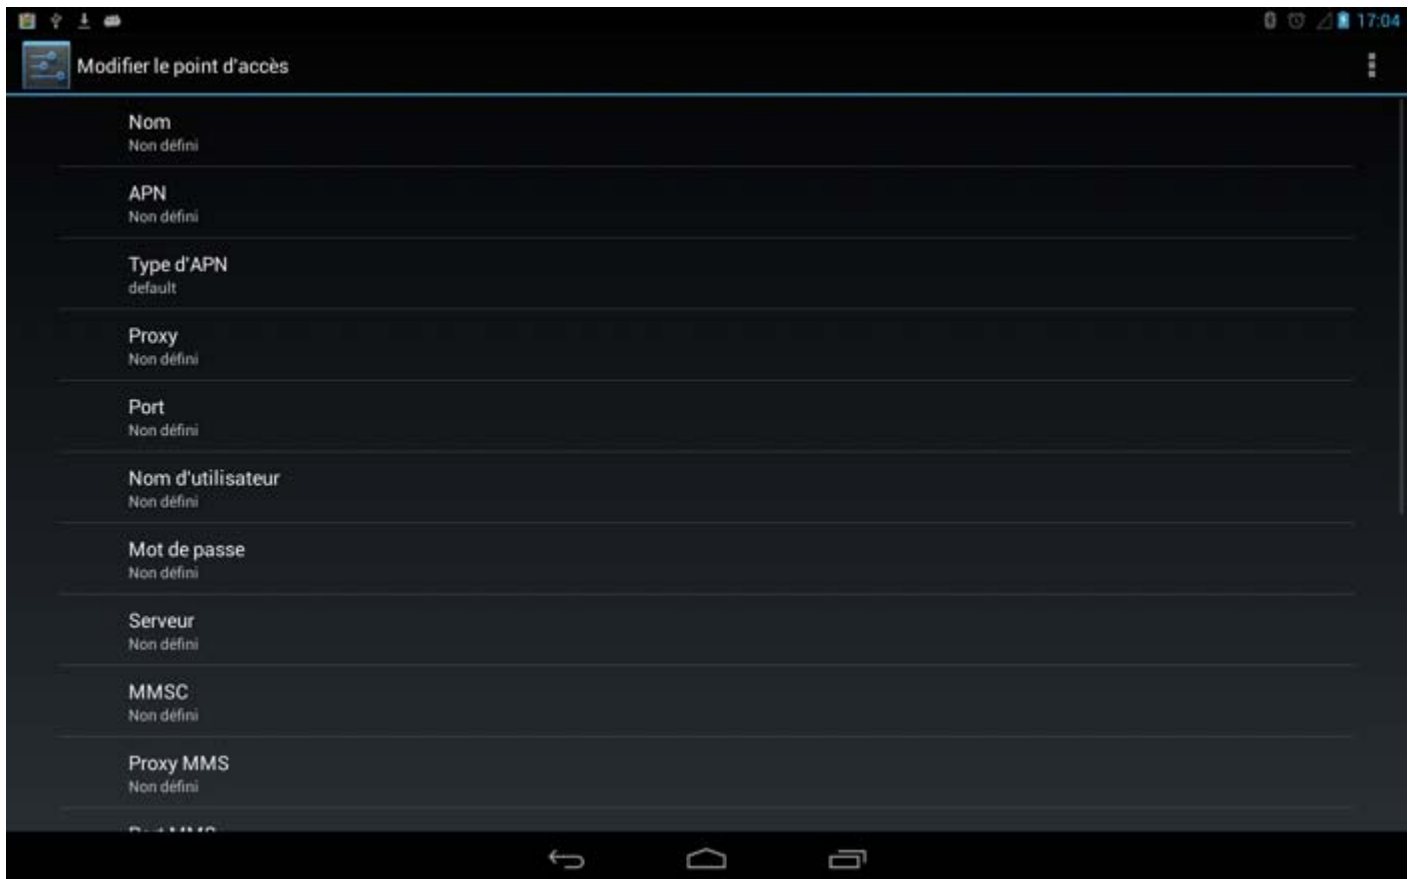 17:04
Modifier le point d'accès
Nom
Non défini
APN
Non défini
Type d'APN
default
Proxy
Non défini
Port
Non défini
Nom d'utilisateur
Non défini
Mot de passe
Non défini
Serveur
Non défini
MMSC
Non défini
Proxy MMS
Non défini